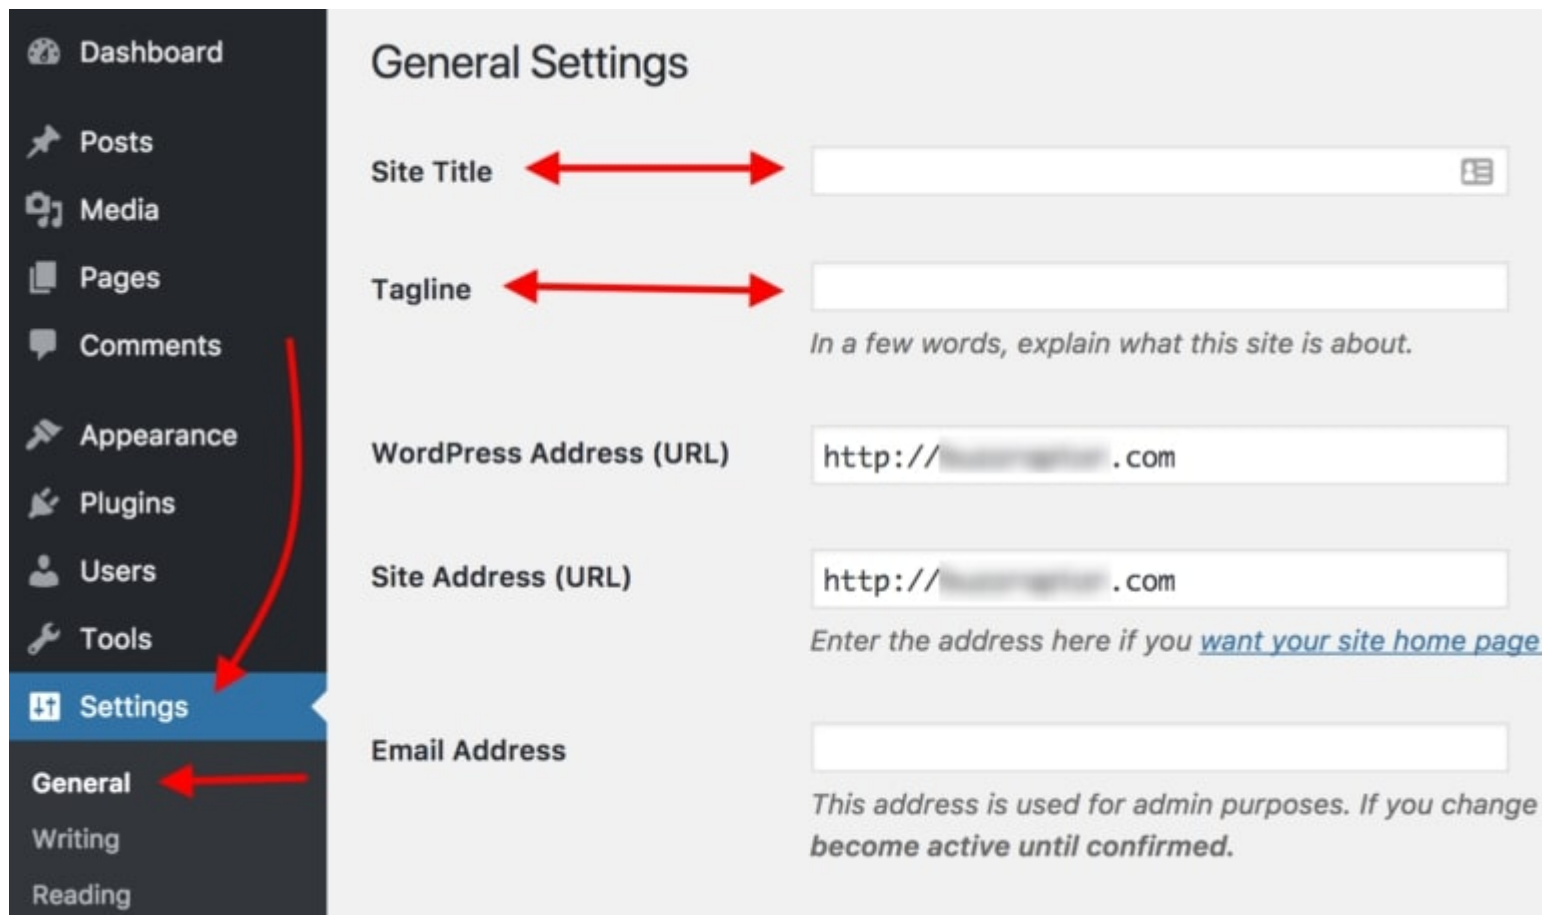 Dashboard
Posts
Media
Pages
Comments
Appearance
Plugins
Users
Tools
Settings
General
Writing
Reading
General Settings
Site Title
Tagline
In a few words, explain what this site is about.
WordPress Address (URL)
http:// .com
Site Address (URL)
http:// .com
Enter the address here if you want your site home page
Email Address
This address is used for admin purposes. If you change
become active until confirmed.